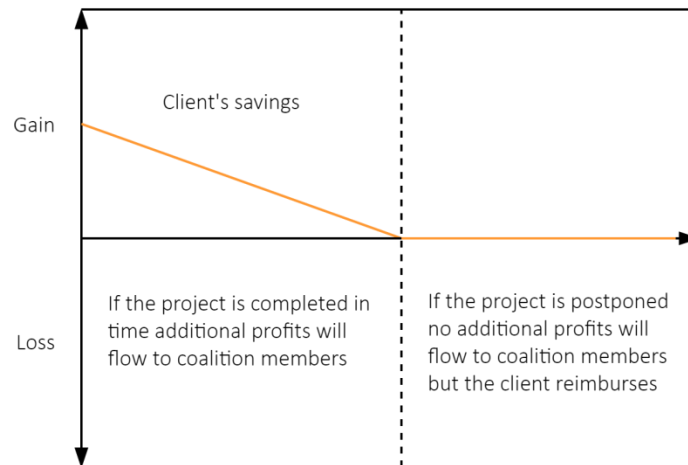 Client's savings
Gain
If the project is completed in
time additional profits will
flow to coalition members
If the project is postponed
no additional profits will
flow to coalition members
but the client reimburses
Loss